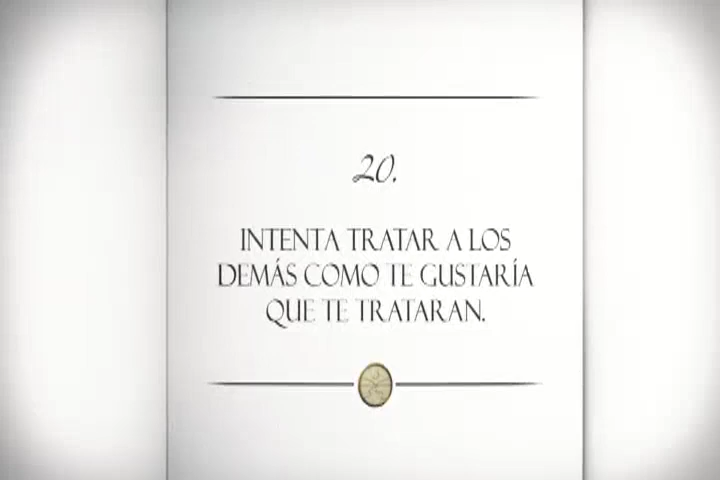 20.
INTENTA TRATAR A LOS
DEMÁS COMO TE GUSTARÍA
QUE TE TRATARAN.